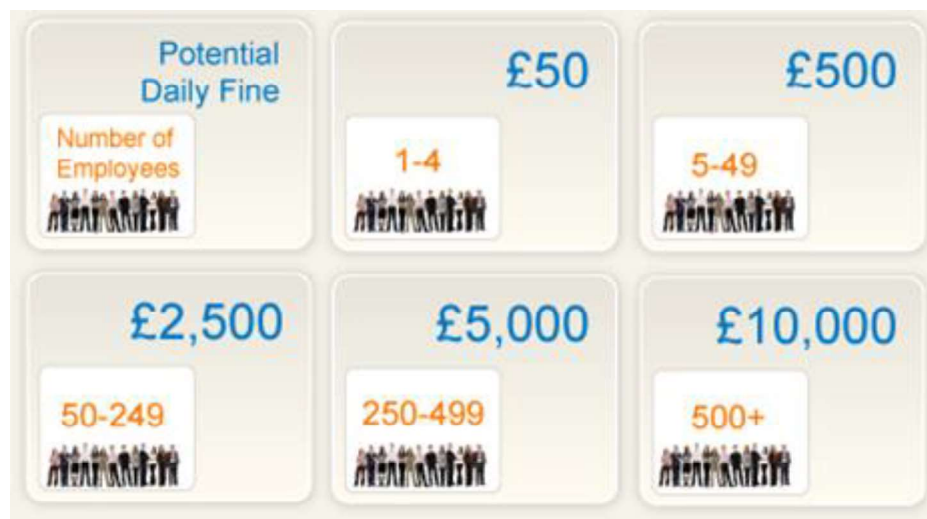 Potential
Daily Fine
Number of
Employees
£50
1-4
£500
5-49
£2,500
50-249
£5,000
250-499
£10,000
500+